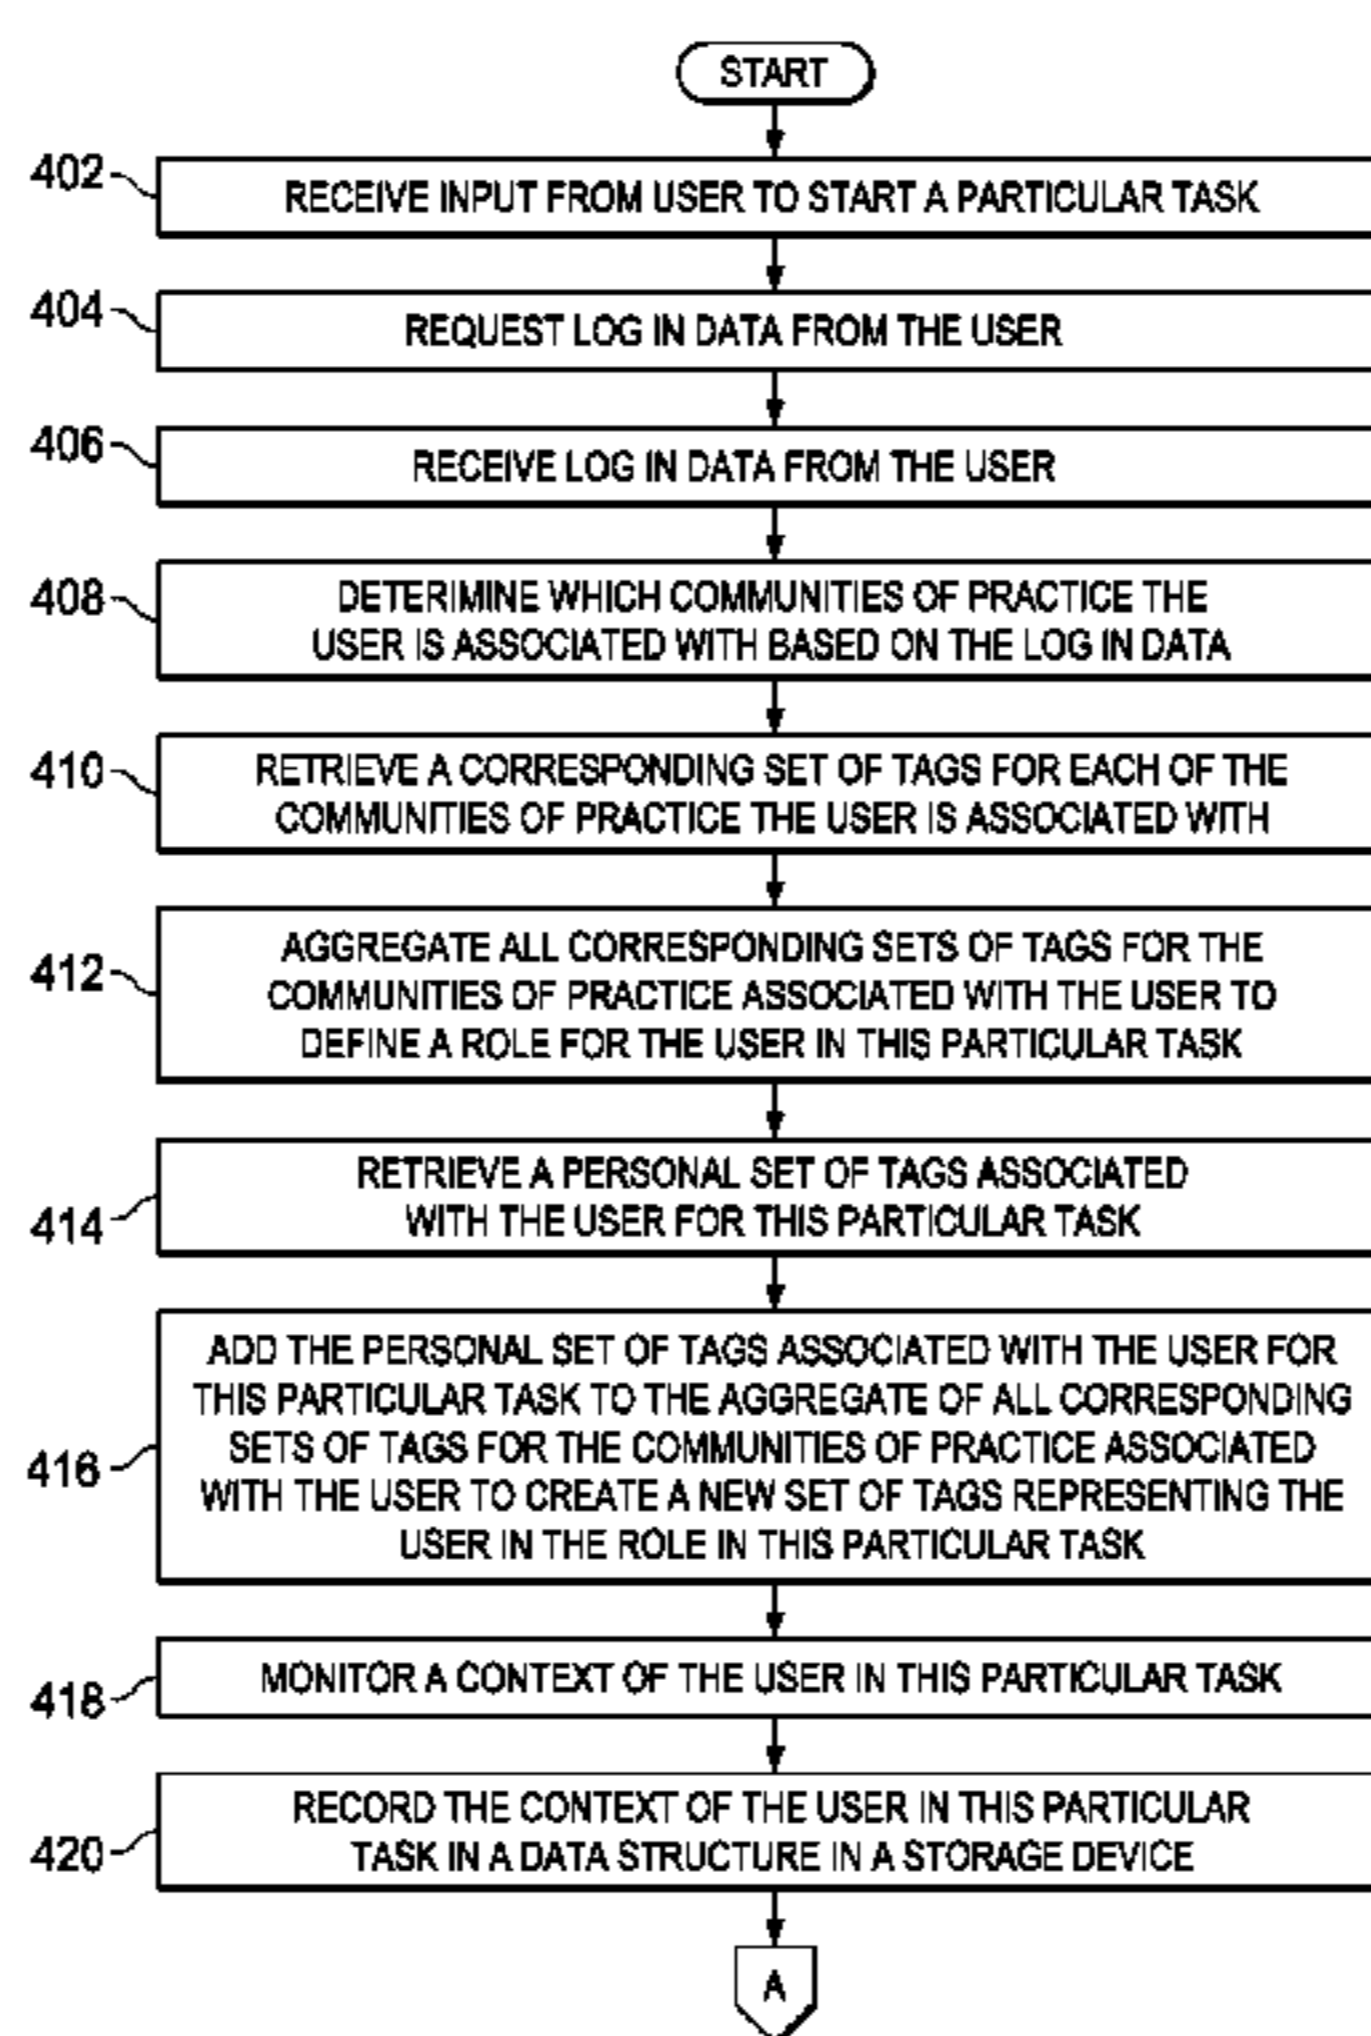 START
402
RECEIVE INPUT FROM USER TO START A PARTICULAR TASK
404
REQUEST LOG IN DATA FROM THE USER
406
RECEIVE LOG IN DATA FROM THE USER
408
DETERIMINE WHICH COMMUNITIES OF PRACTICE THE
USER IS ASSOCIATED WITH BASED ON THE LOG IN DATA
410
RETRIEVE A CORRESPONDING SET OF TAGS FOR EACH OF THE
COMMUNITIES OF PRACTICE THE USER IS ASSOCIATED WITH
412
AGGREGATE ALL CORRESPONDING SETS OF TAGS FOR THE
COMMUNITIES OF PRACTICE ASSOCIATED WITH THE USER TO
DEFINE A ROLE FOR THE USER IN THIS PARTICULAR TASK
414
RETRIEVE A PERSONAL SET OF TAGS ASSOCIATED
WITH THE USER FOR THIS PARTICULAR TASK
416
ADD THE PERSONAL SET OF TAGS ASSOCIATED WITH THE USER FOR
THIS PARTICULAR TASK TO THE AGGREGATE OF ALL CORRESPONDING
SETS OF TAGS FOR THE COMMUNITIES OF PRACTICE ASSOCIATED
WITH THE USER TO CREATE A NEW SET OF TAGS REPRESENTING THE
USER IN THE ROLE IN THIS PARTICULAR TASK
418
MONITOR A CONTEXT OF THE USER IN THIS PARTICULAR TASK
420
RECORD THE CONTEXT OF THE USER IN THIS PARTICULAR
TASK IN A DATA STRUCTURE IN A STORAGE DEVICE
A